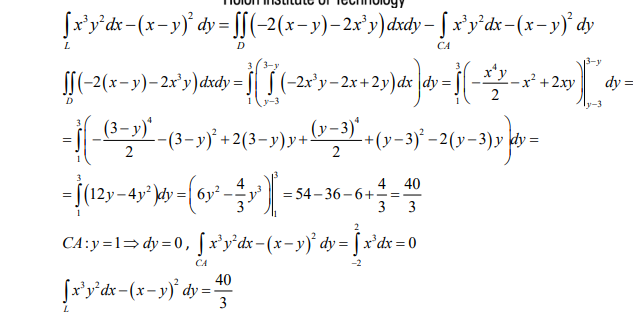 Holon Institute of Technology
∫_L x³y²dx−(x−y)² dy = ∬_D (−2(x−y)−2x³y)dxdy − ∫_CA x³y²dx−(x−y)² dy
∬_D (−2(x−y)−2x³y)dxdy = ∫_1^3 ( ∫_{y−3}^{3−y} (−2x³y−2x+2y)dx ) dy = ∫_1^3 ( −x⁴y/2 − x² + 2xy )|_{y−3}^{3−y} dy =
= ∫_1^3 ( −(3−y)⁴/2 − (3−y)² + 2(3−y)y + (y−3)⁴/2 + (y−3)² − 2(y−3)y ) dy =
= ∫_1^3 (12y−4y²)dy = ( 6y² − 4/3 y³ )|_1^3 = 54−36−6+4/3 = 40/3
CA: y=1 ⇒ dy=0, ∫_CA x³y²dx−(x−y)² dy = ∫_{−2}^2 x³dx = 0
∫_L x³y²dx−(x−y)² dy = 40/3